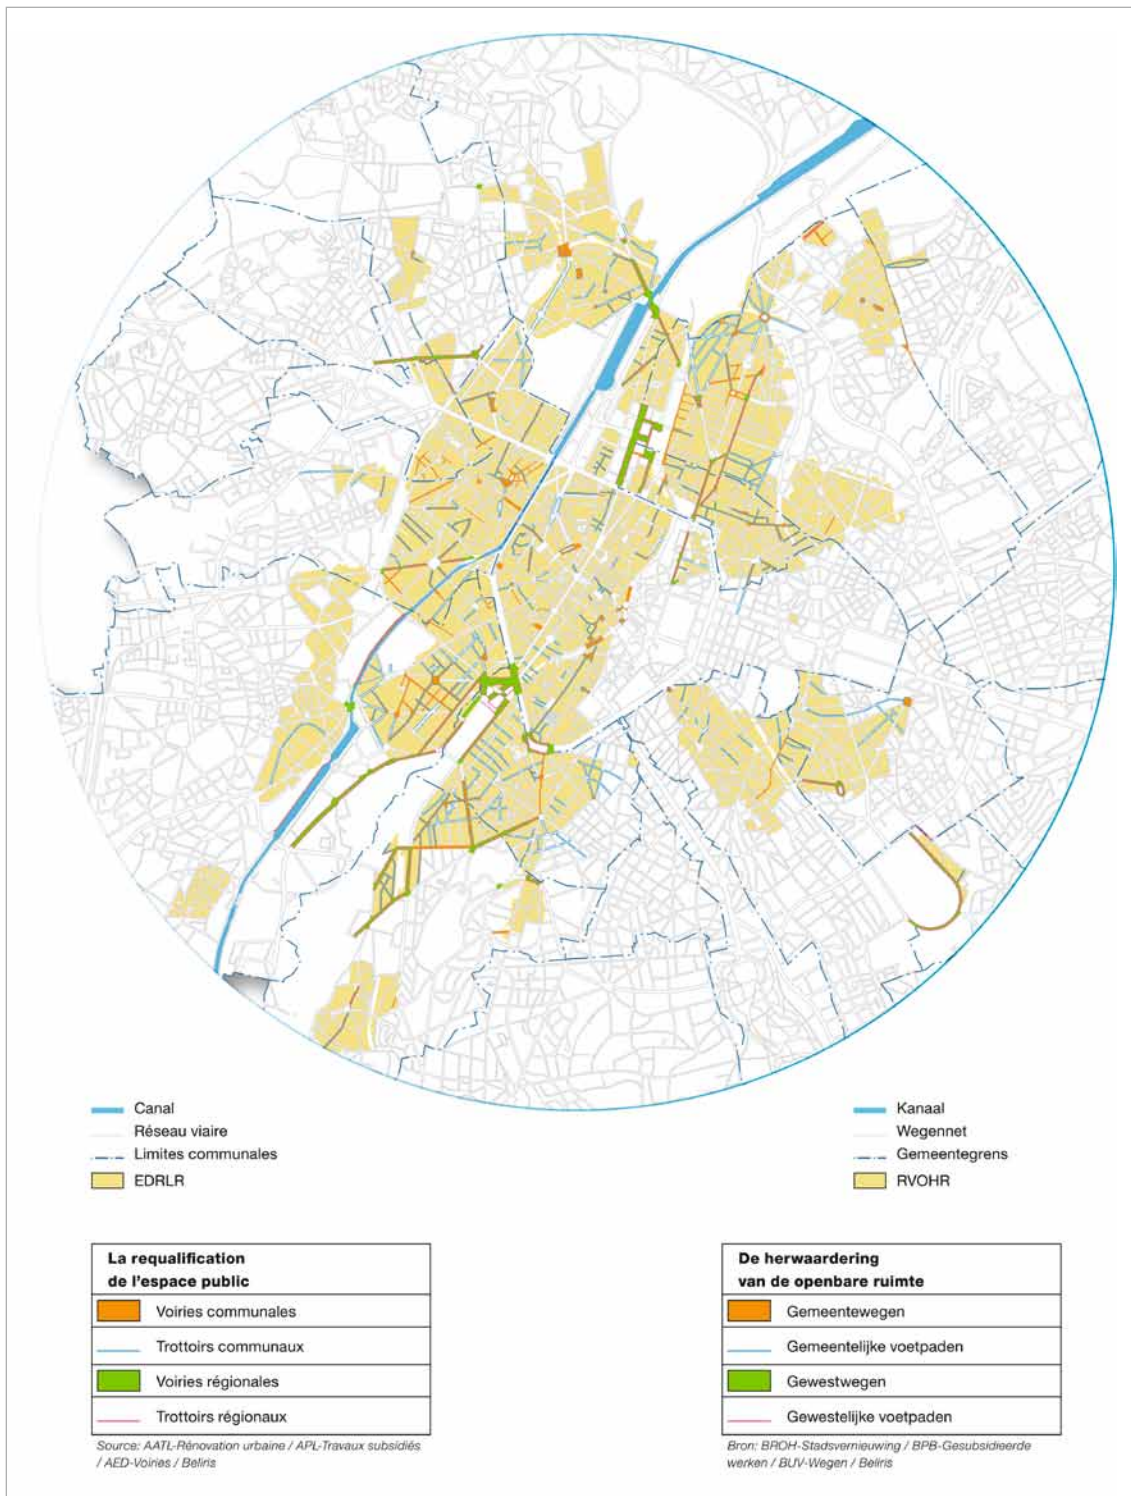 Canal
Réseau viaire
Limites communales
EDRLR
Kanaal
Wegennet
Gemeentegrens
RVOHR
La requalification
de l'espace public
Voiries communales
Trottoirs communaux
Voiries régionales
Trottoirs régionaux
Source: AATL-Rénovation urbaine / APL-Travaux subsidiés
/ AED-Voiries / Beliris
De herwaardering
van de openbare ruimte
Gemeentewegen
Gemeentelijke voetpaden
Gewestwegen
Gewestelijke voetpaden
Bron: BROH-Stadsvernieuwing / BPB-Gesubsidieerde
werken / BUV-Wegen / Beliris